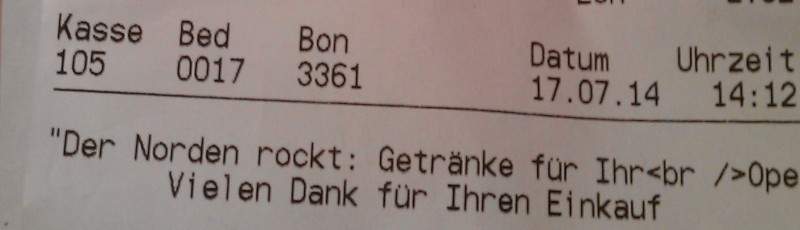 Kasse Bed Bon Datum Uhrzeit
105 0017 3361 17.07.14 14:12
"Der Norden rockt: Getränke für Ihr<br />Ope
Vielen Dank für Ihren Einkauf